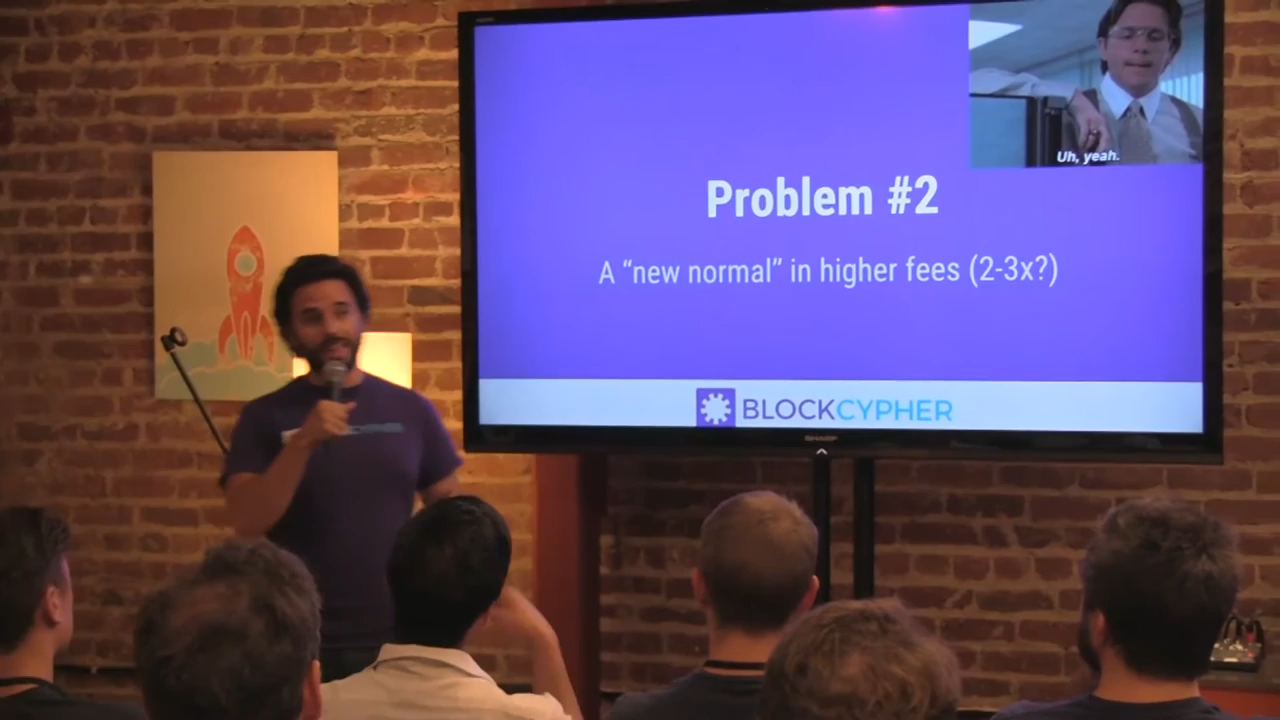 Uh, yeah.
Problem #2
A “new normal” in higher fees (2-3x?)
BLOCKCYPHER
SHARP